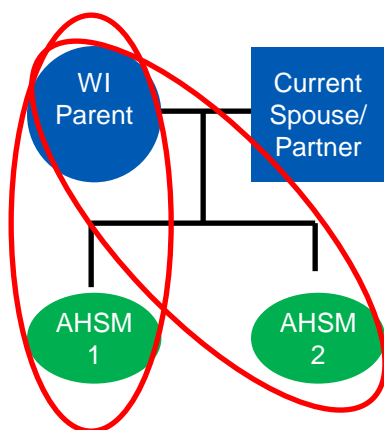 WI
Parent
Current
Spouse/
Partner
AHSM
1
AHSM
2